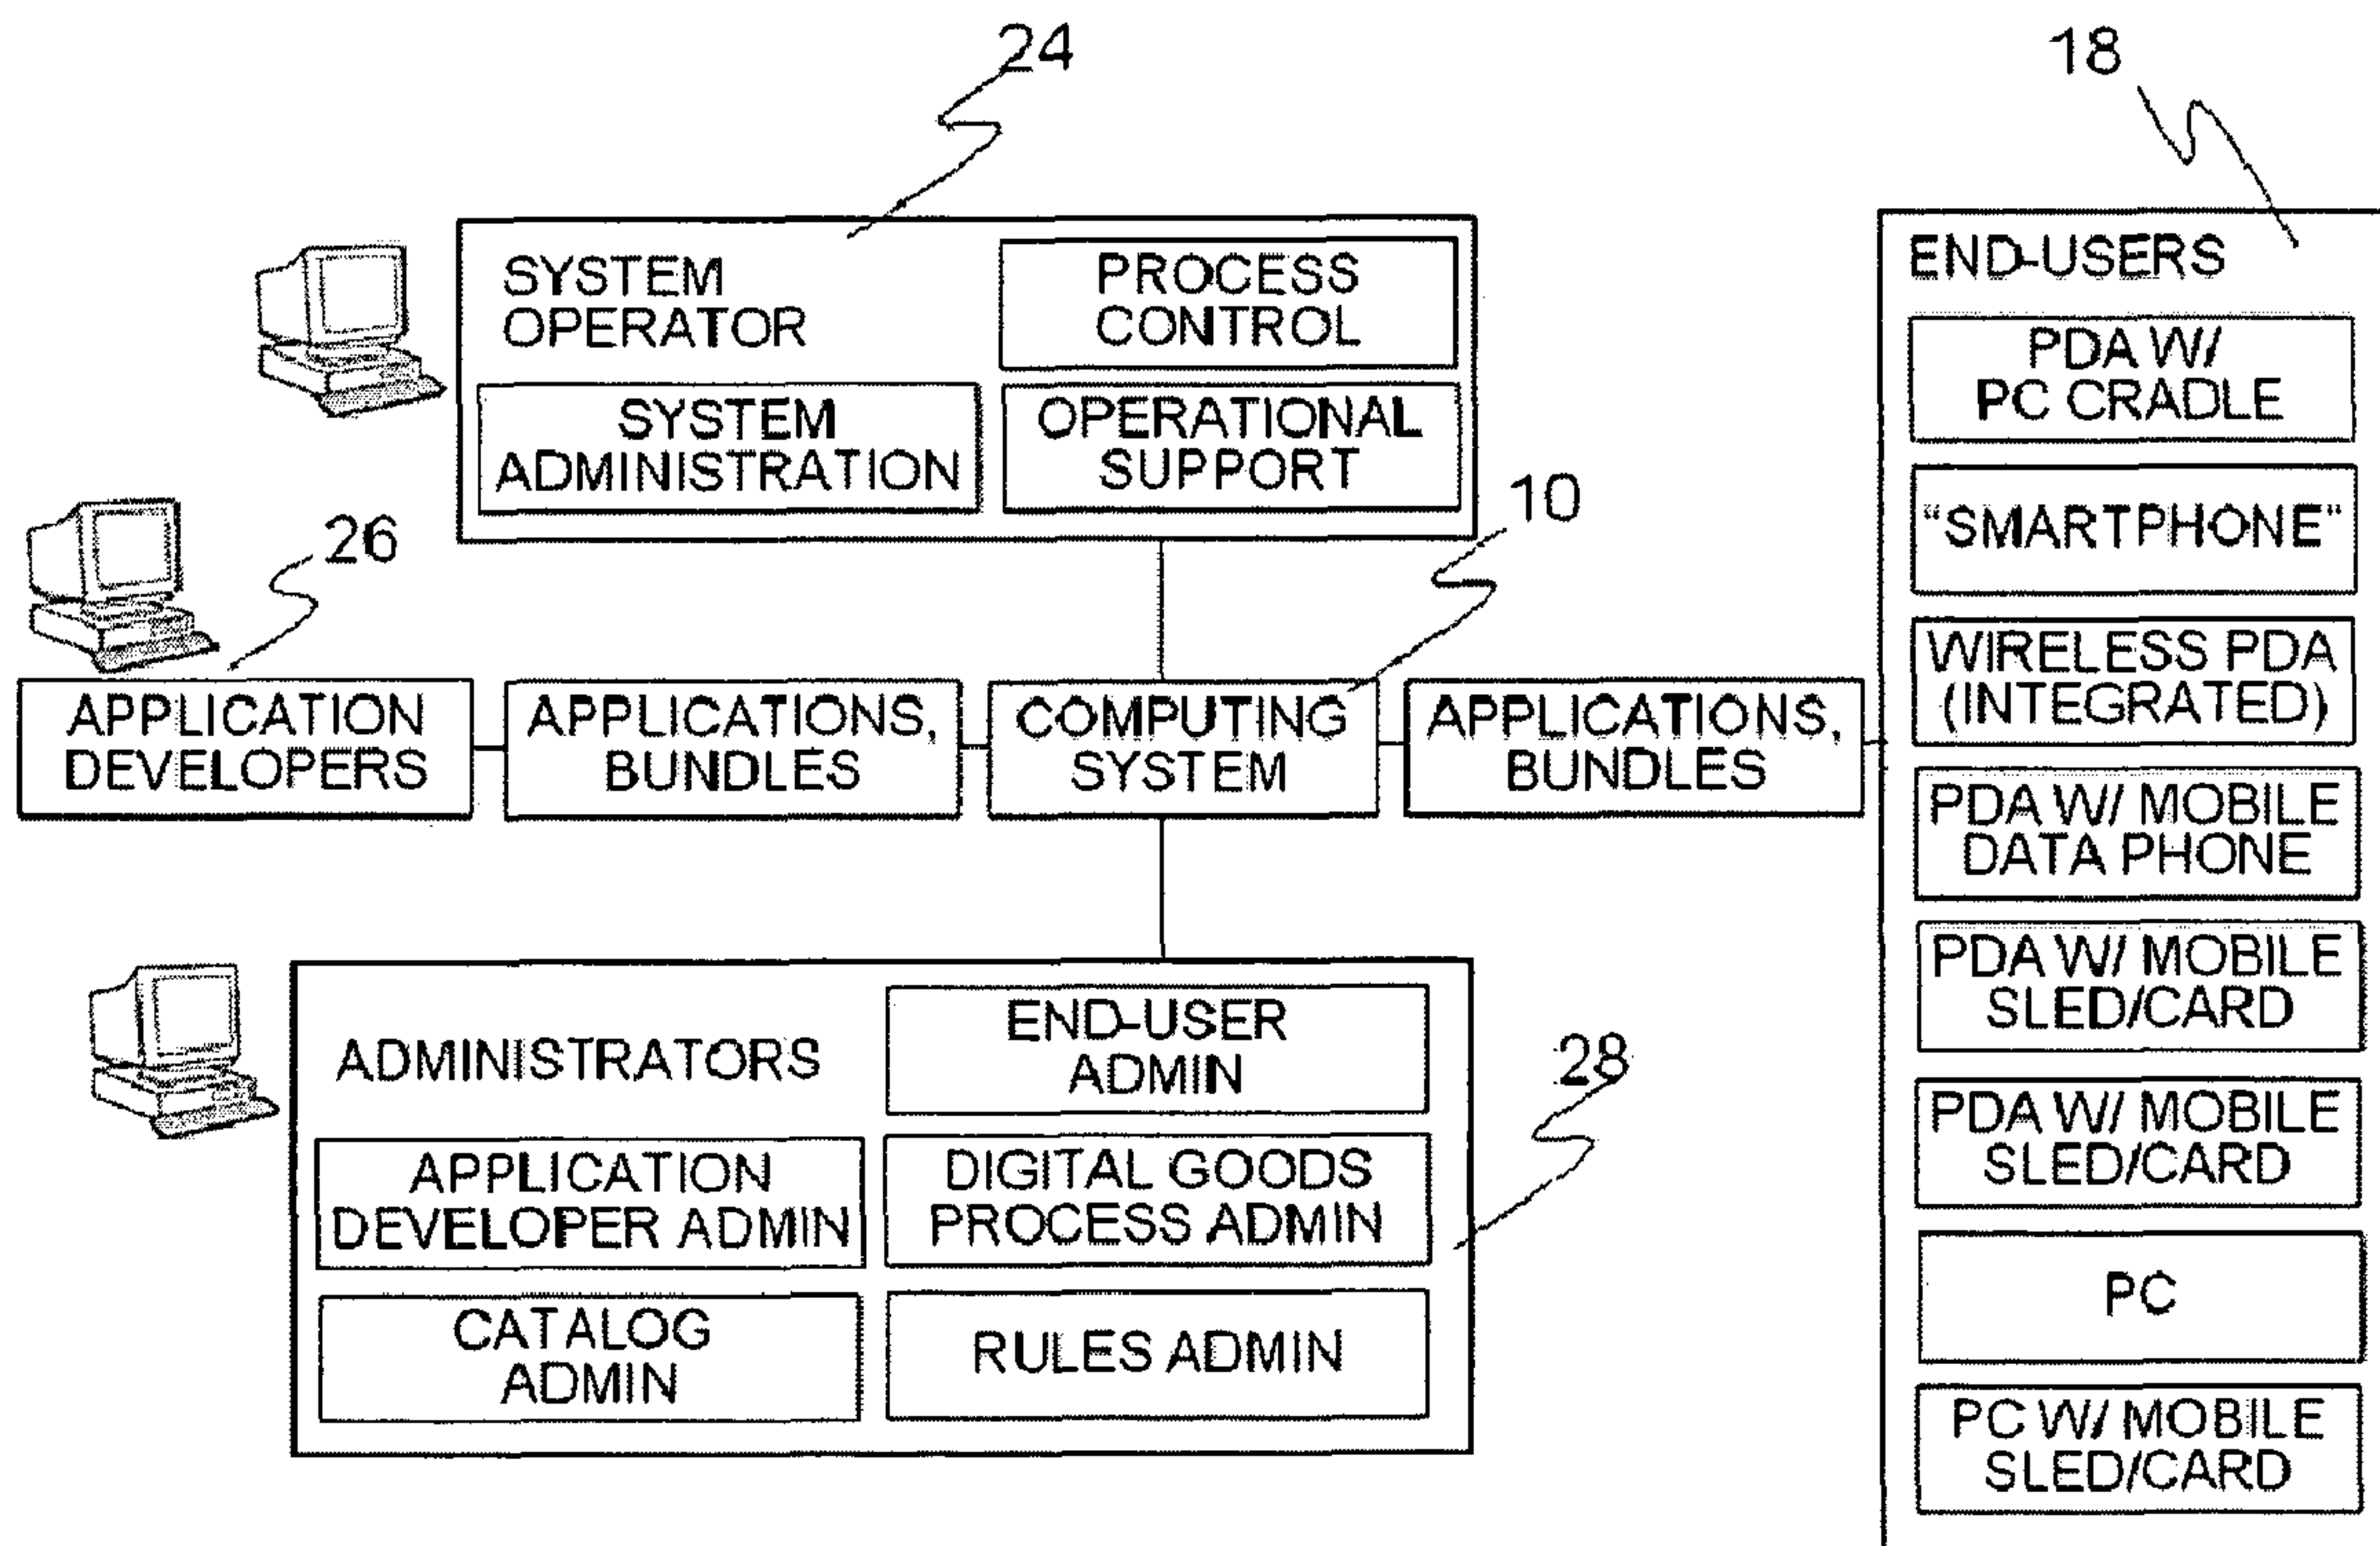 24
18
SYSTEM
OPERATOR
PROCESS
CONTROL
SYSTEM
ADMINISTRATION
OPERATIONAL
SUPPORT
10
26
APPLICATION
DEVELOPERS
APPLICATIONS,
BUNDLES
COMPUTING
SYSTEM
APPLICATIONS,
BUNDLES
ADMINISTRATORS
END-USER
ADMIN
28
APPLICATION
DEVELOPER ADMIN
DIGITAL GOODS
PROCESS ADMIN
CATALOG
ADMIN
RULES ADMIN
END-USERS
PDA W/
PC CRADLE
"SMARTPHONE"
WIRELESS PDA
(INTEGRATED)
PDA W/ MOBILE
DATA PHONE
PDA W/ MOBILE
SLED/CARD
PDA W/ MOBILE
SLED/CARD
PC
PC W/ MOBILE
SLED/CARD